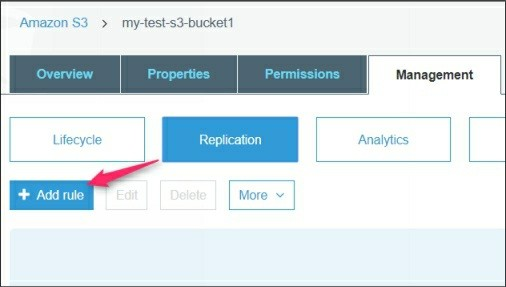 Amazon S3 > my-test-s3-bucket1
Overview Properties Permissions Management
Lifecycle Replication Analytics
+ Add rule Edit Delete More